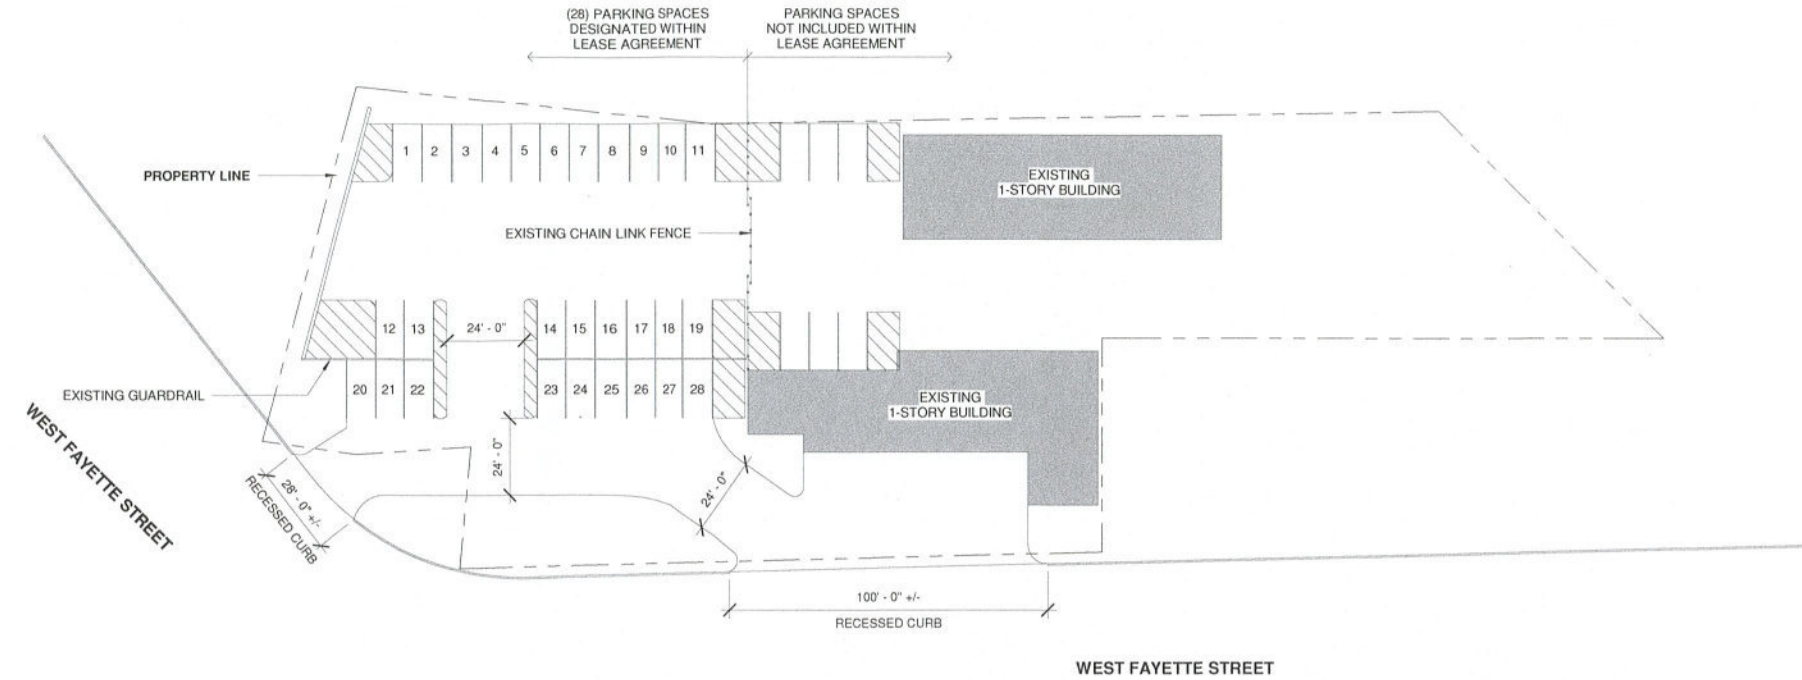 (28) PARKING SPACES
DESIGNATED WITHIN
LEASE AGREEMENT
PARKING SPACES
NOT INCLUDED WITHIN
LEASE AGREEMENT
PROPERTY LINE
1 2 3 4 5 6 7 8 9 10 11
EXISTING
1-STORY BUILDING
EXISTING CHAIN LINK FENCE
12 13
24' - 0"
14 15 16 17 18 19
EXISTING GUARDRAIL
20 21 22
23 24 25 26 27 28
EXISTING
1-STORY BUILDING
WEST FAYETTE STREET
24' - 0"
24' - 0"
28' - 0" +/-
RECESSED CURB
100' - 0" +/-
RECESSED CURB
WEST FAYETTE STREET